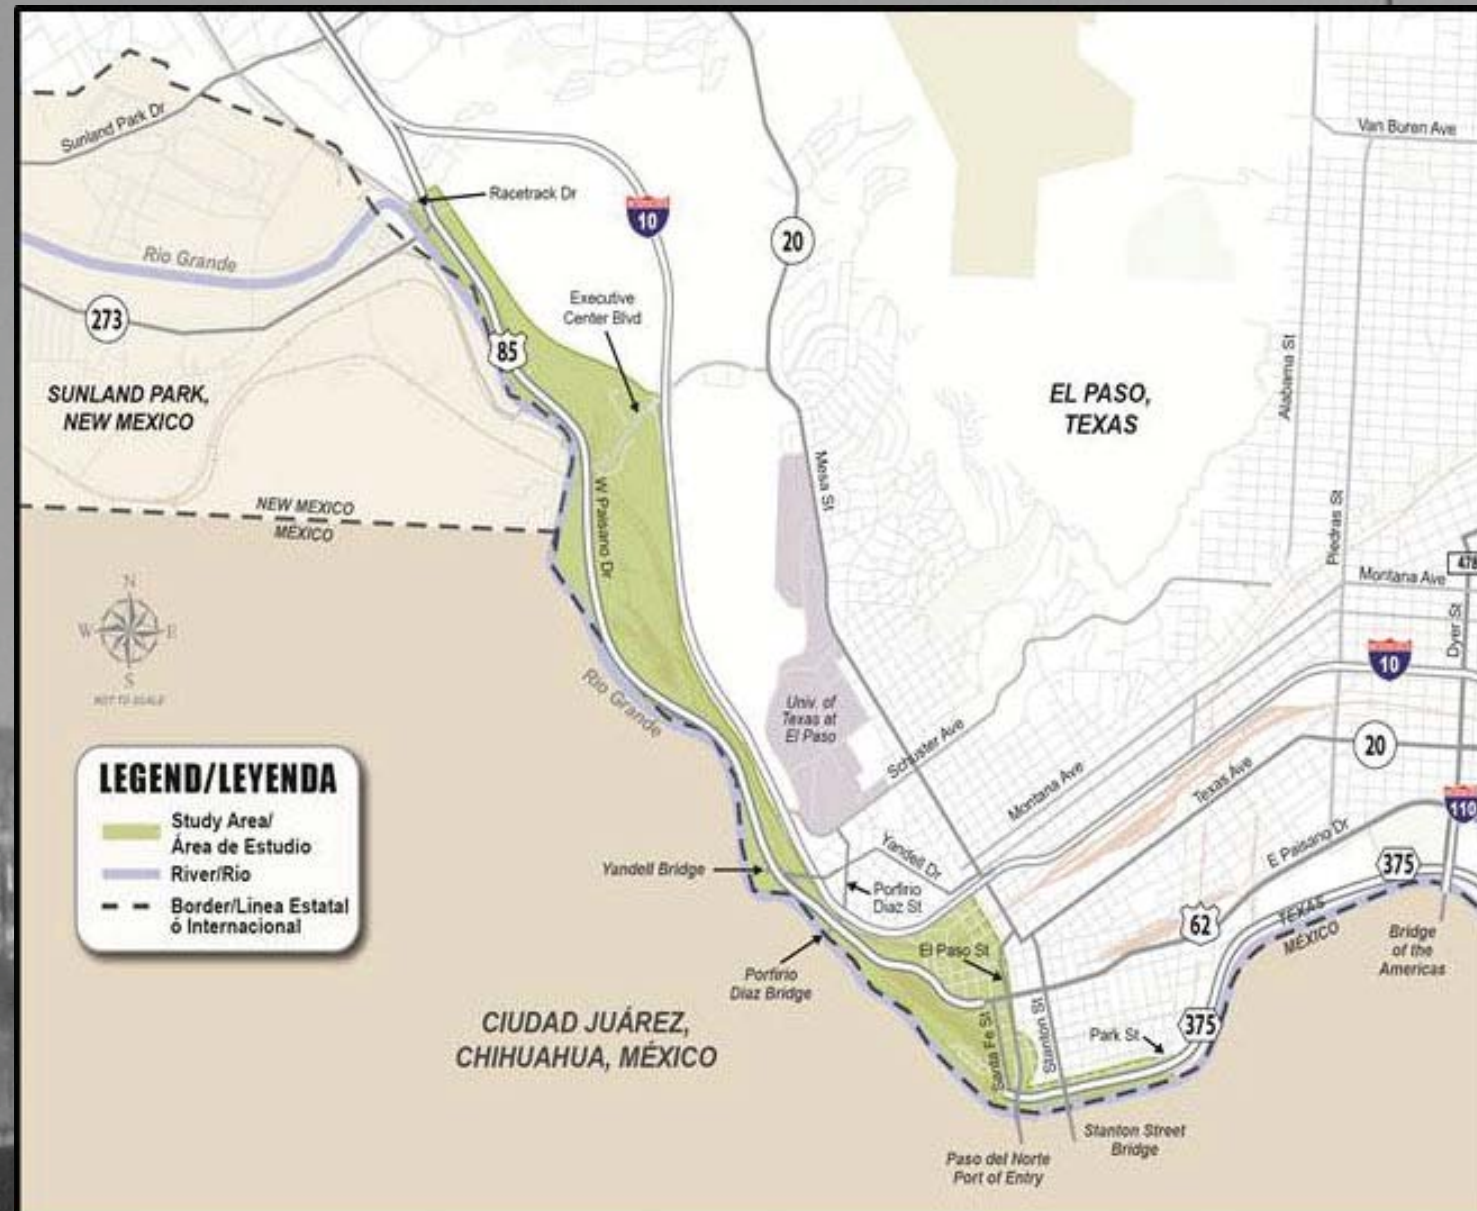 Sunland Park Dr
Van Buren Ave
Racetrack Dr
INTERSTATE
10
20
Rio Grande
Executive
Center Blvd
273
85
Alabama St
SUNLAND PARK,
NEW MEXICO
EL PASO,
TEXAS
Mesa St
W Paisano Dr
Piedras St
NEW MEXICO
MÉXICO
478
Montana Ave
Dyer St
N
W
E
S
NOT TO SCALE
10
Rio Grande
Univ. of
Texas at
El Paso
Schuster Ave
20
LEGEND/LEYENDA
Study Area/
Área de Estudio
River/Rio
Border/Linea Estatal
ó Internacional
Montana Ave
Texas Ave
110
E Paisano Dr
Yandell Dr
Yandell Bridge
375
Porfirio
Diaz St
62
TEXAS
MÉXICO
El Paso St
Bridge
of the
Americas
Porfirio
Diaz Bridge
CIUDAD JUÁREZ,
CHIHUAHUA, MÉXICO
Santa Fe St
Stanton St
Park St
375
Stanton Street
Bridge
Paso del Norte
Port of Entry